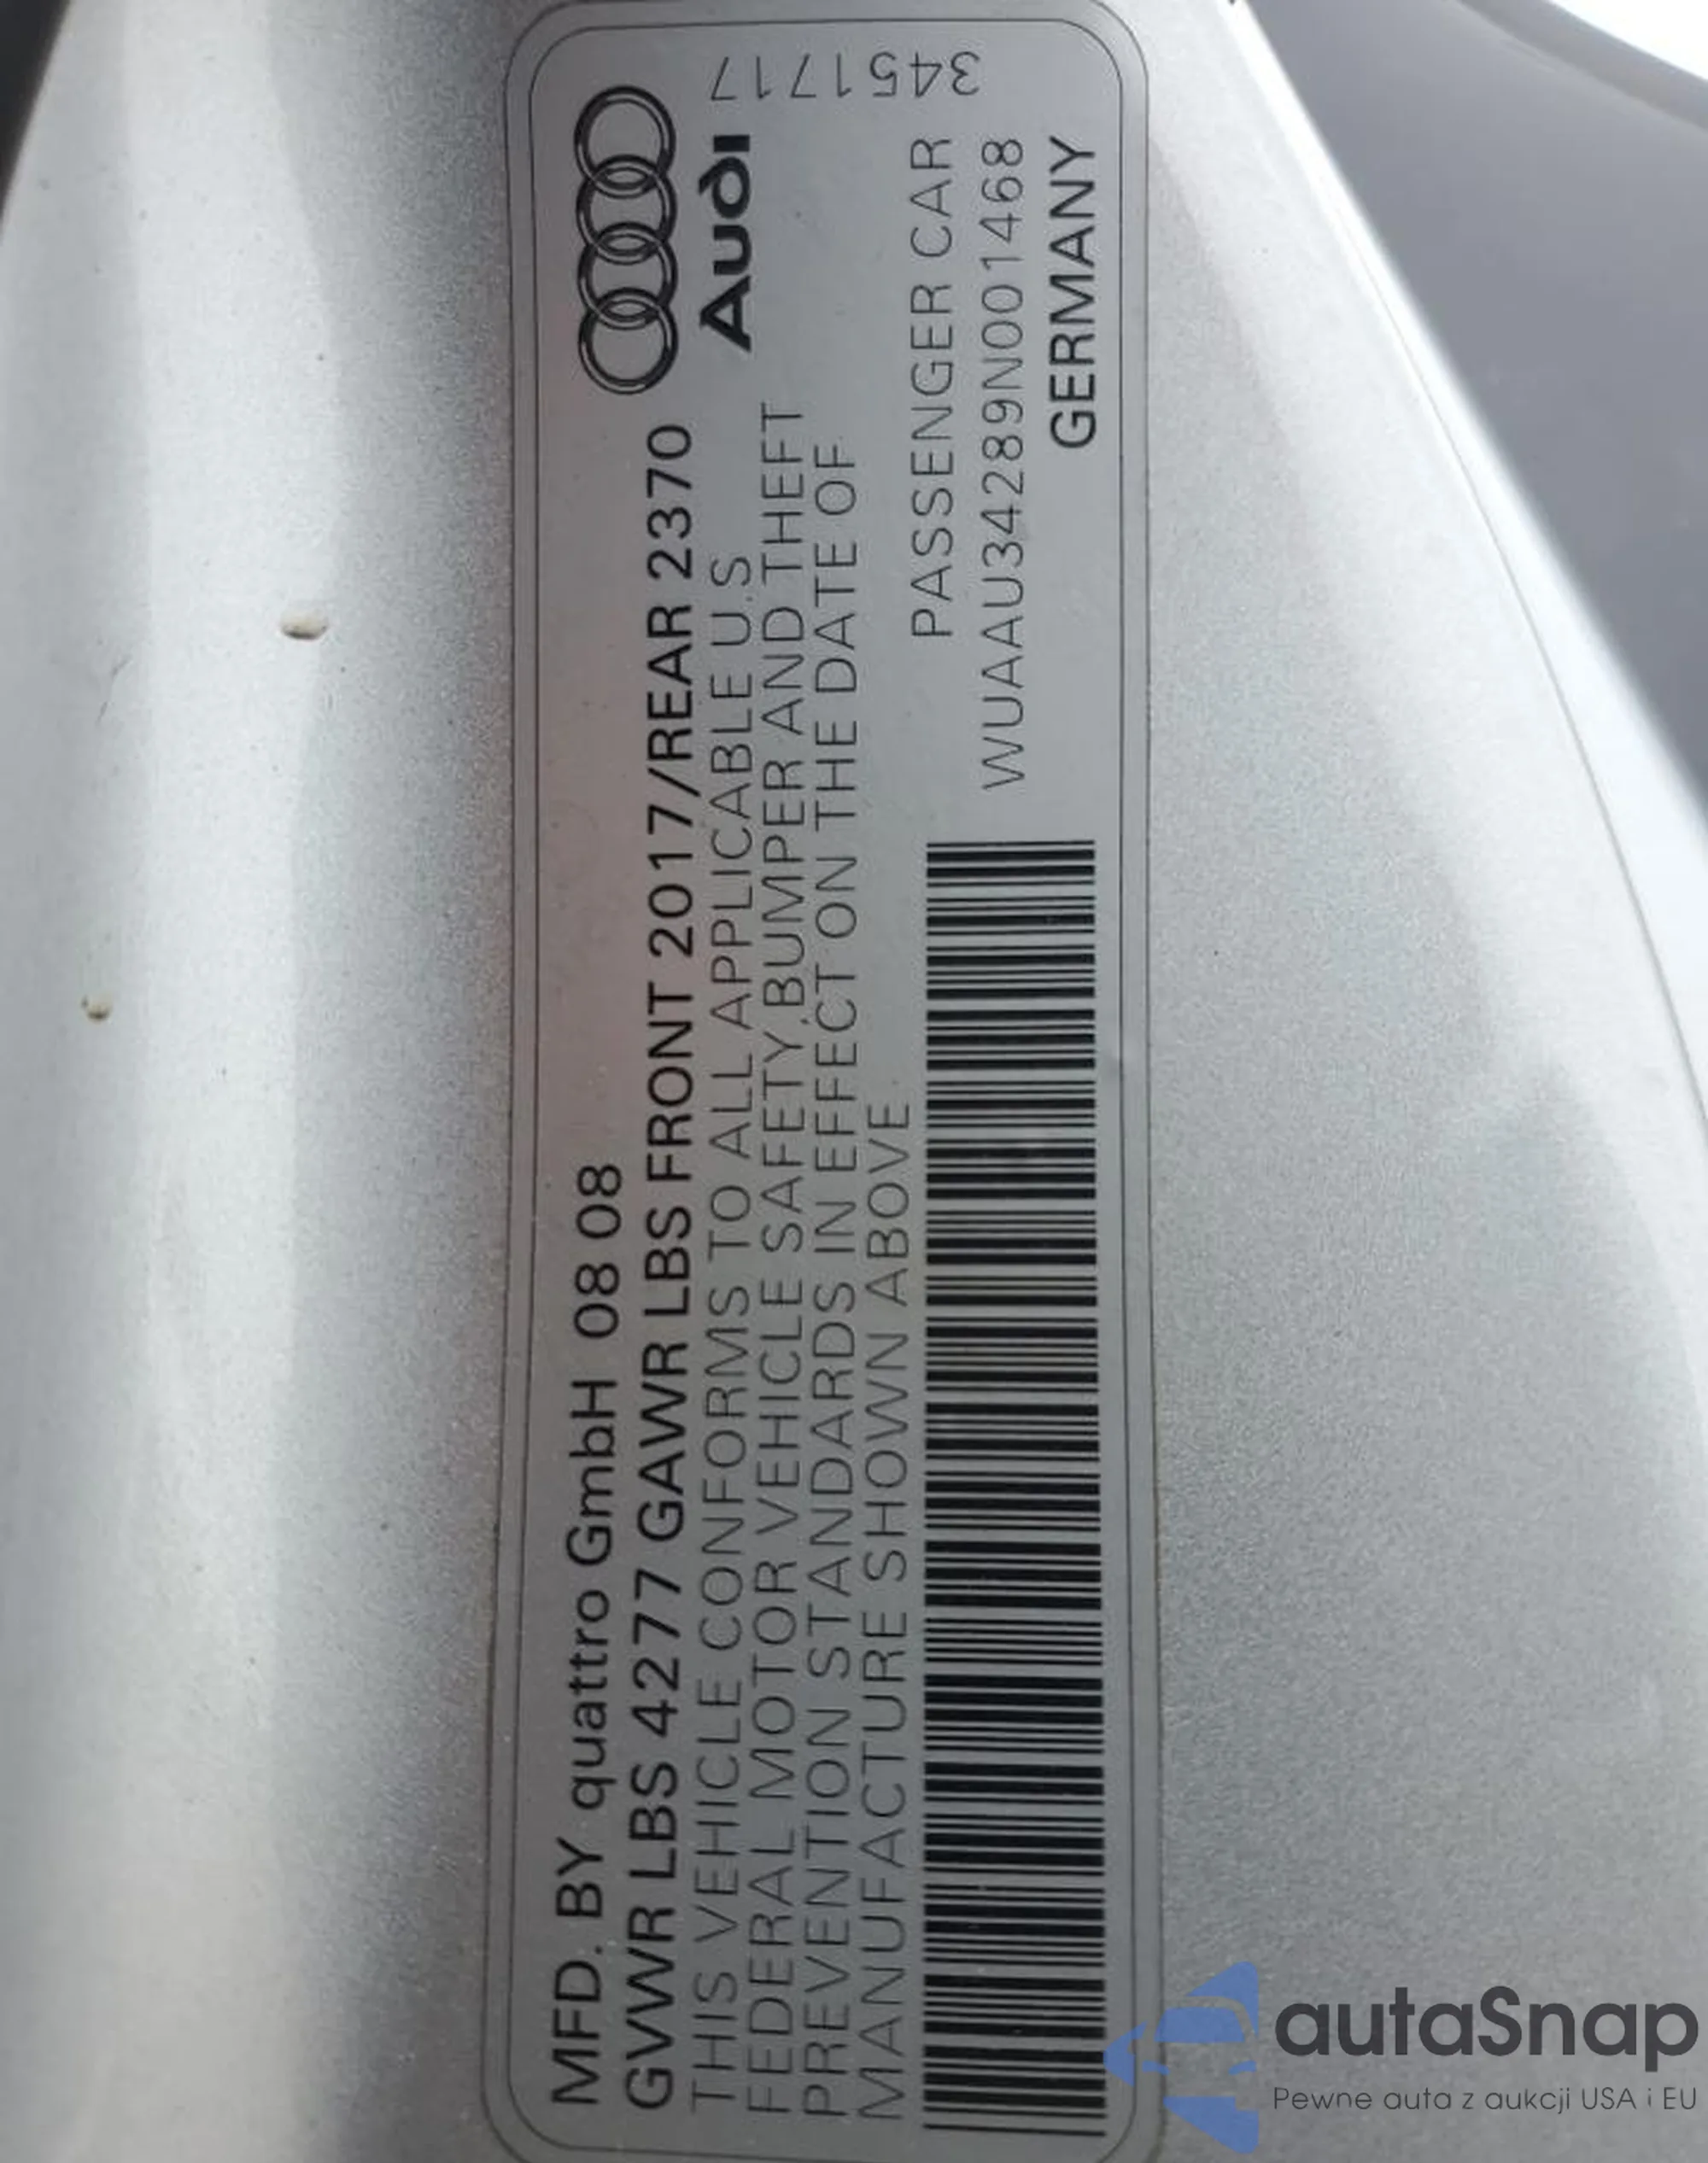 MFD. BY quattro GmbH 08 08
GVWR LBS 4277 GAWR LBS FRONT 2017/REAR 2370
THIS VEHICLE CONFORMS TO ALL APPLICABLE U.S
FEDERAL MOTOR VEHICLE SAFETY,BUMPER AND THEFT
PREVENTION STANDARDS IN EFFECT ON THE DATE OF
MANUFACTURE SHOWN ABOVE
Audi
3451717
PASSENGER CAR
WUAAU34289N001468
GERMANY
autaSnap
Pewne auta z aukcji USA i EU